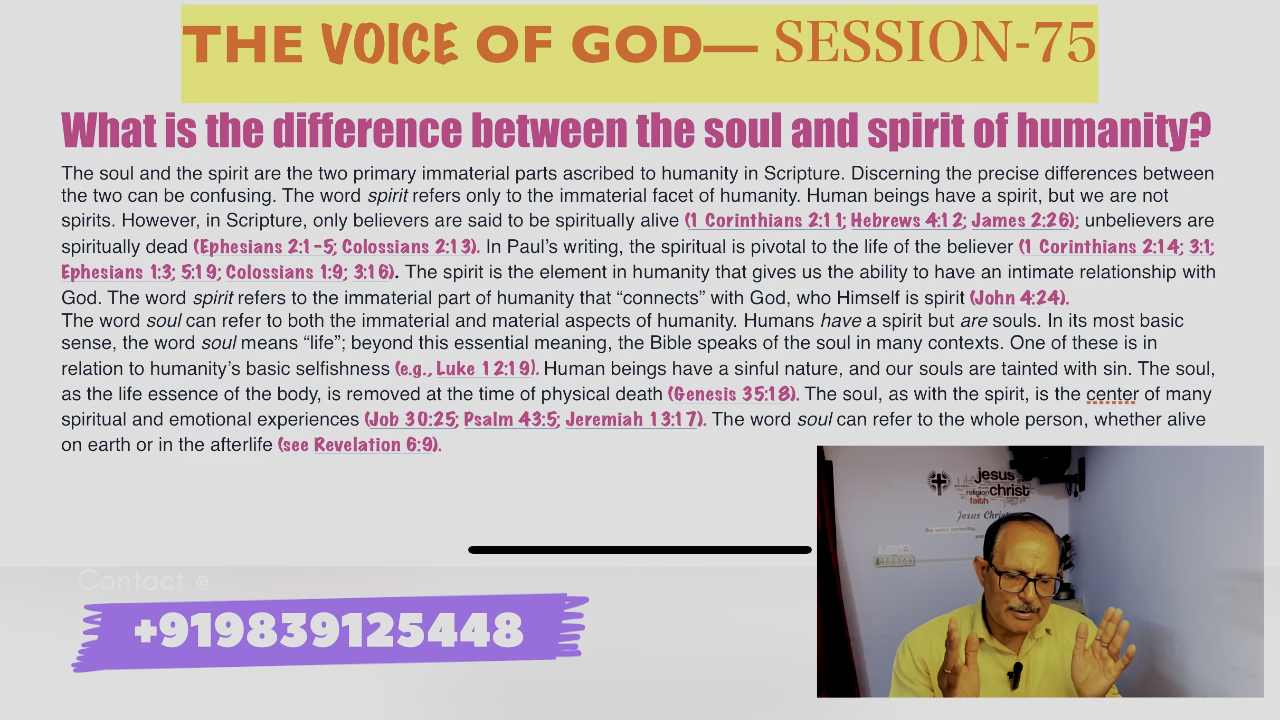 THE VOICE OF GOD— SESSION-75
What is the difference between the soul and spirit of humanity?
The soul and the spirit are the two primary immaterial parts ascribed to humanity in Scripture. Discerning the precise differences between
the two can be confusing. The word spirit refers only to the immaterial facet of humanity. Human beings have a spirit, but we are not
spirits. However, in Scripture, only believers are said to be spiritually alive (1 Corinthians 2:11; Hebrews 4:12; James 2:26); unbelievers are
spiritually dead (Ephesians 2:1-5; Colossians 2:13). In Paul’s writing, the spiritual is pivotal to the life of the believer (1 Corinthians 2:14; 3:1;
Ephesians 1:3; 5:19; Colossians 1:9; 3:16). The spirit is the element in humanity that gives us the ability to have an intimate relationship with
God. The word spirit refers to the immaterial part of humanity that “connects” with God, who Himself is spirit (John 4:24).
The word soul can refer to both the immaterial and material aspects of humanity. Humans have a spirit but are souls. In its most basic
sense, the word soul means “life”; beyond this essential meaning, the Bible speaks of the soul in many contexts. One of these is in
relation to humanity’s basic selfishness (e.g., Luke 12:19). Human beings have a sinful nature, and our souls are tainted with sin. The soul,
as the life essence of the body, is removed at the time of physical death (Genesis 35:18). The soul, as with the spirit, is the center of many
spiritual and emotional experiences (Job 30:25; Psalm 43:5; Jeremiah 13:17). The word soul can refer to the whole person, whether alive
on earth or in the afterlife (see Revelation 6:9).
jesus
christ
religion
faith
Jesus Chri
Contact @
+919839125448